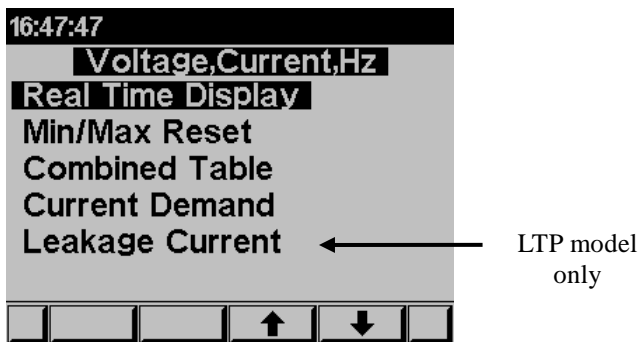 16:47:47
Voltage,Current,Hz
Real Time Display
Min/Max Reset
Combined Table
Current Demand
Leakage Current
LTP model
only